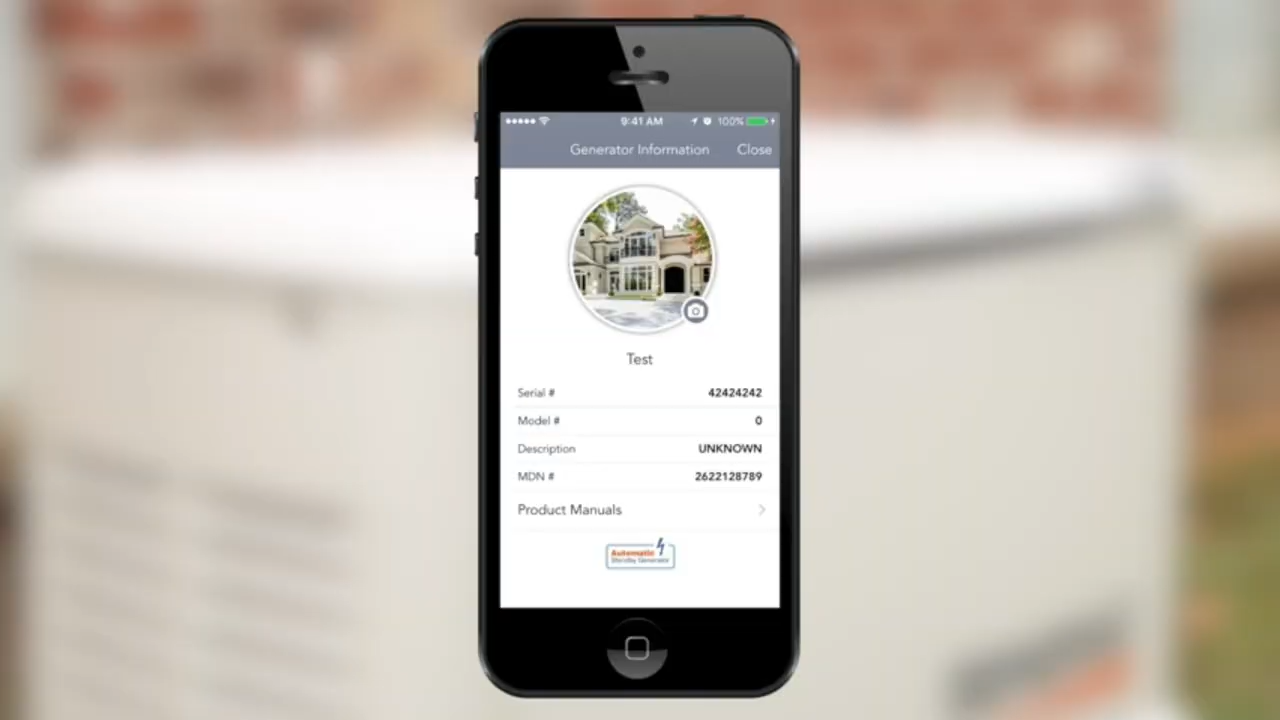 9:41 AM 100%
Generator Information Close
Test
Serial # 42424242
Model # 0
Description UNKNOWN
MDN # 2622128789
Product Manuals
Automatic
Standby Generator